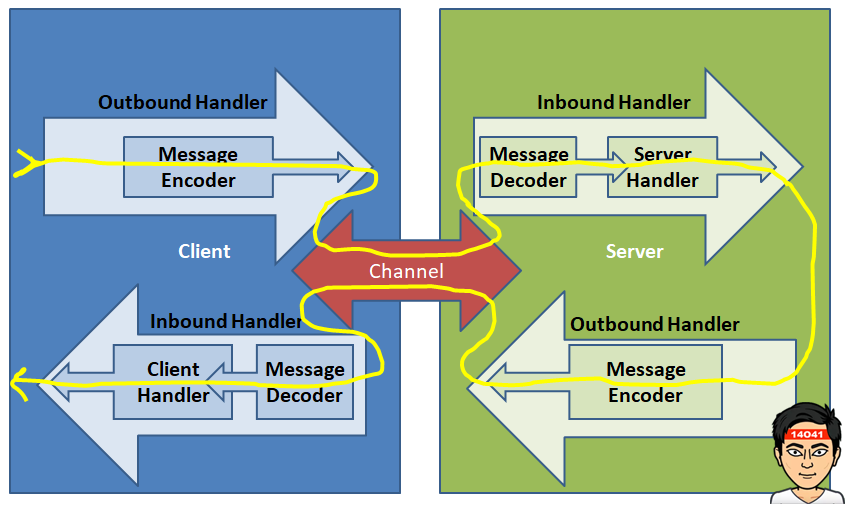 Outbound Handler
Message
Encoder
Client
Inbound Handler
Client
Handler
Message
Decoder
Channel
Inbound Handler
Message
Decoder
Server
Handler
Server
Outbound Handler
Message
Encoder
14041